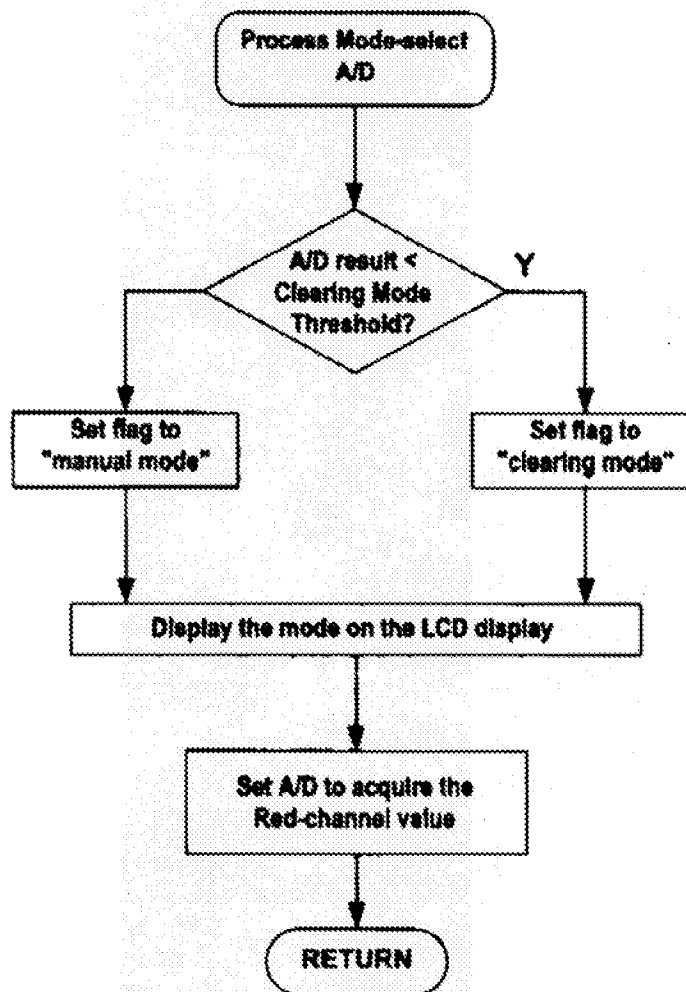 Process Mode-select
A/D
A/D result <
Clearing Mode
Threshold?
Y
Set flag to
"manual mode"
Set flag to
"clearing mode"
Display the mode on the LCD display
Set A/D to acquire the
Red-channel value
RETURN